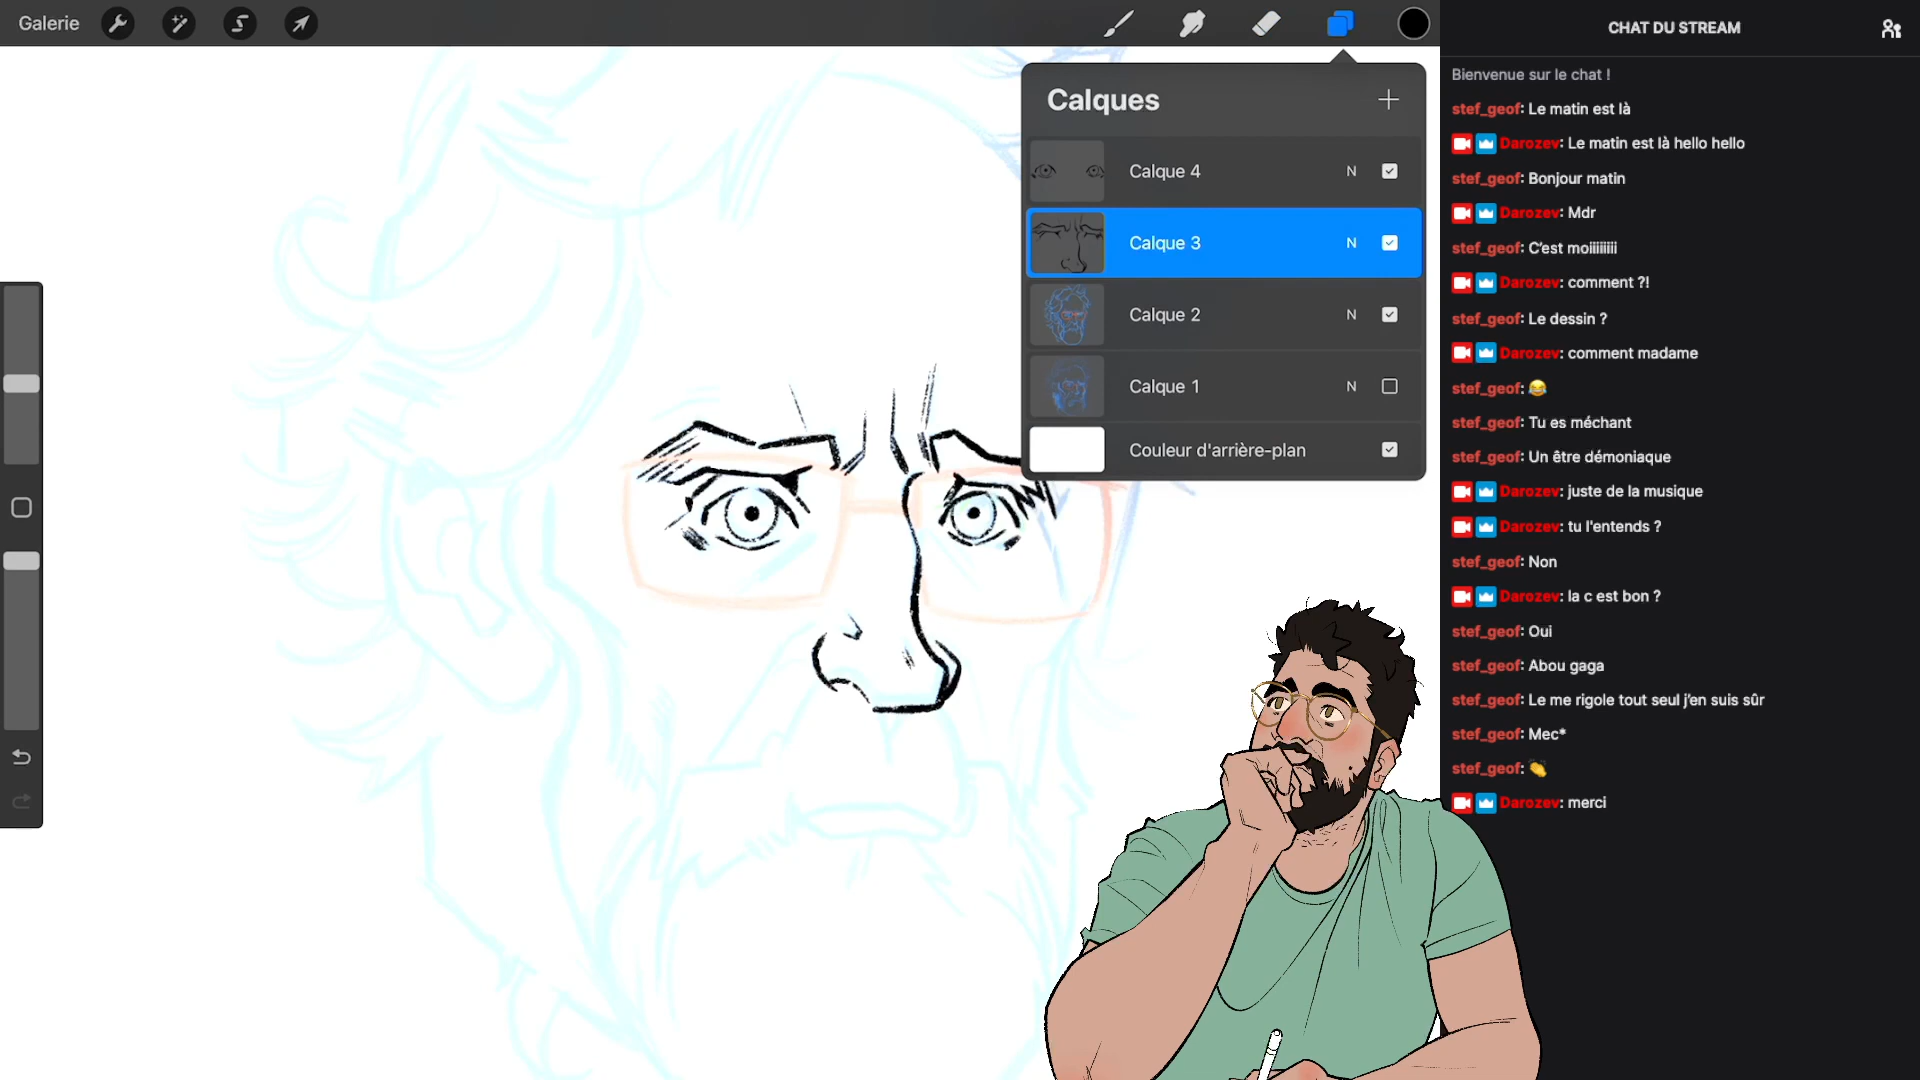 Galerie
Calques
Calque 4 N
Calque 3 N
Calque 2 N
Calque 1 N
Couleur d'arrière-plan
CHAT DU STREAM
Bienvenue sur le chat !
stef_geof: Le matin est là
Darozev: Le matin est là hello hello
stef_geof: Bonjour matin
Darozev: Mdr
stef_geof: C'est moiiiiiiiii
Darozev: comment ?!
stef_geof: Le dessin ?
Darozev: comment madame
stef_geof: 😂
stef_geof: Tu es méchant
stef_geof: Un être démoniaque
Darozev: juste de la musique
Darozev: tu l'entends ?
stef_geof: Non
Darozev: la c est bon ?
stef_geof: Oui
stef_geof: Abou gaga
stef_geof: Le me rigole tout seul j'en suis sûr
stef_geof: Mec*
stef_geof: 👏
Darozev: merci